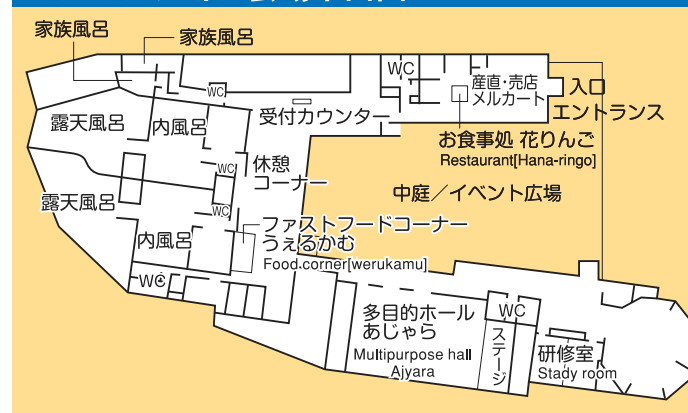 家族風呂
家族風呂
WC
産直・売店
メルカート
入口
エントランス
WC
受付カウンター
お食事処 花りんご
Restaurant[Hana-ringo]
露天風呂
内風呂
WC
休憩
コーナー
中庭／イベント広場
露天風呂
WC
ファストフードコーナー
うぇるかむ
Food corner[werukamu]
内風呂
WC
多目的ホール
あじゃら
Multipurpose hall
Ajyara
WC
ステージ
研修室
Stady room